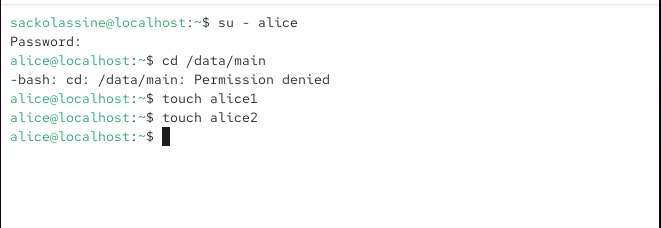 sackolassine@localhost:~$ su - alice
Password:
alice@localhost:~$ cd /data/main
-bash: cd: /data/main: Permission denied
alice@localhost:~$ touch alice1
alice@localhost:~$ touch alice2
alice@localhost:~$